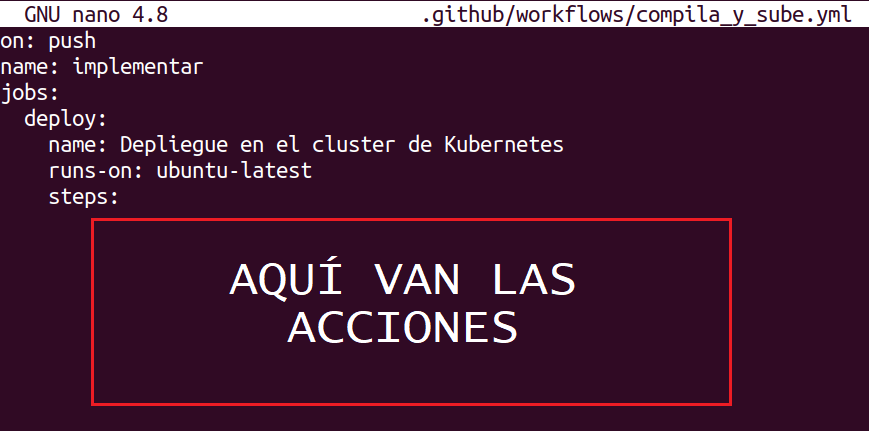 GNU nano 4.8 .github/workflows/compila_y_sube.yml
on: push
name: implementar
jobs:
deploy:
name: Depliegue en el cluster de Kubernetes
runs-on: ubuntu-latest
steps:
AQUÍ VAN LAS
ACCIONES